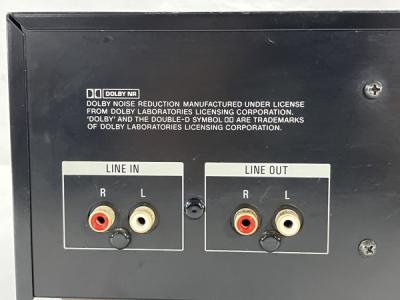 DOLBY NR
DOLBY NOISE REDUCTION MANUFACTURED UNDER LICENSE
FROM DOLBY LABORATORIES LICENSING CORPORATION.
'DOLBY' AND THE DOUBLE-D SYMBOL ARE TRADEMARKS
OF DOLBY LABORATORIES LICENSING CORPORATION.
LINE IN
R L
LINE OUT
R L